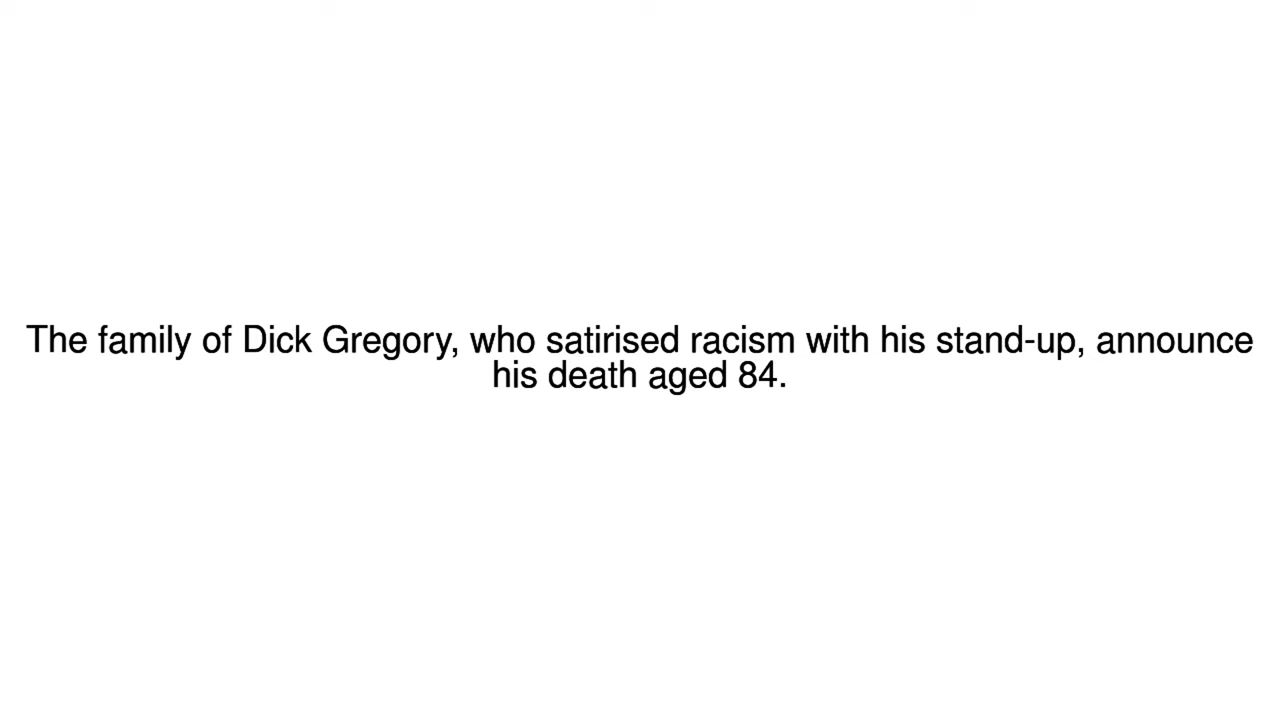 The family of Dick Gregory, who satirised racism with his stand-up, announce
his death aged 84.